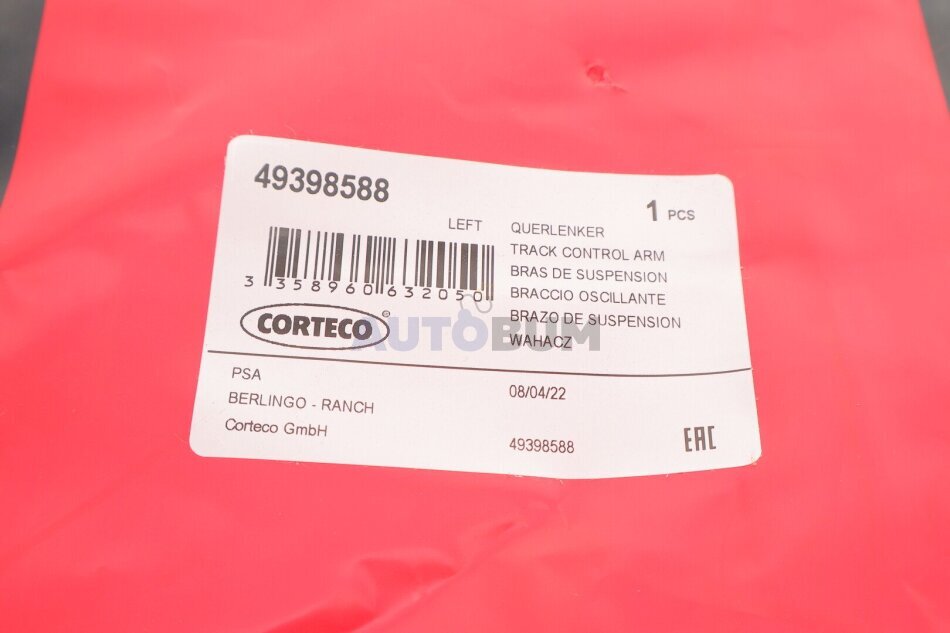 49398588
1 PCS
LEFT
QUERLENKER
TRACK CONTROL ARM
BRAS DE SUSPENSION
BRACCIO OSCILLANTE
BRAZO DE SUSPENSION
WAHACZ
3 358960 632050
CORTECO®
AUTOBUM
PSA
08/04/22
BERLINGO - RANCH
Corteco GmbH
49398588
EAC